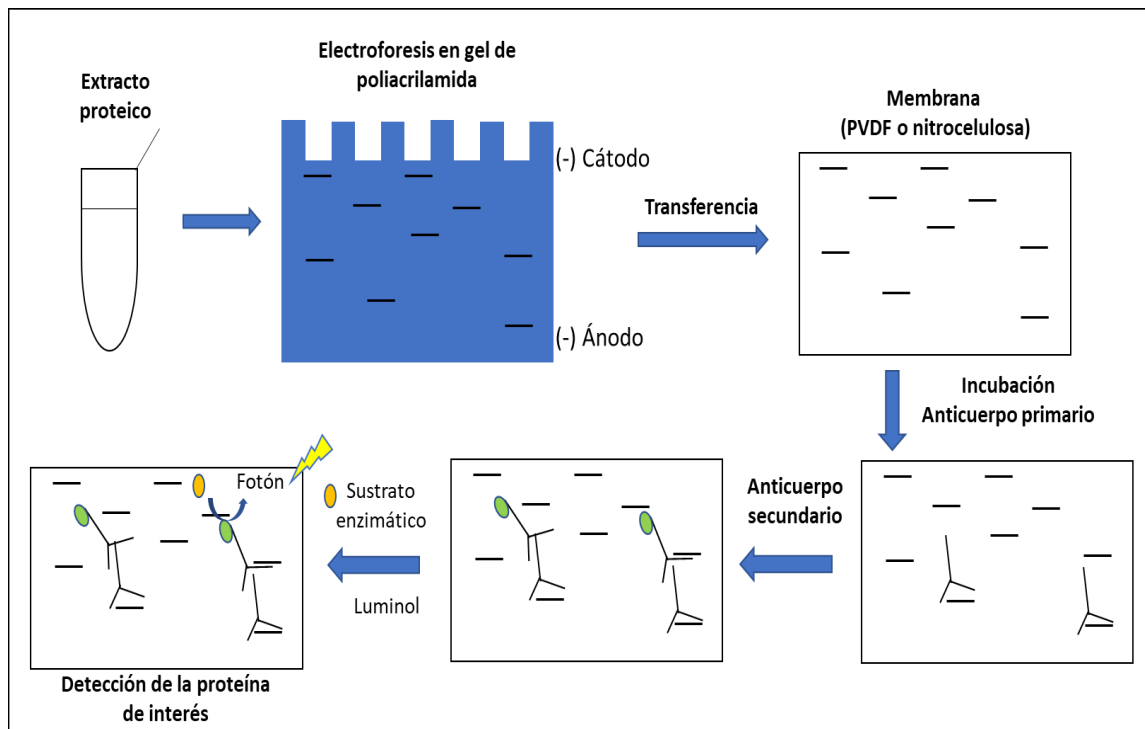 Extracto
proteico
Electroforesis en gel de
poliacrilamida
(-) Cátodo
(-) Ánodo
Transferencia
Membrana
(PVDF o nitrocelulosa)
Incubación
Anticuerpo primario
Anticuerpo
secundario
Sustrato
enzimático
Luminol
Fotón
Detección de la proteína
de interés